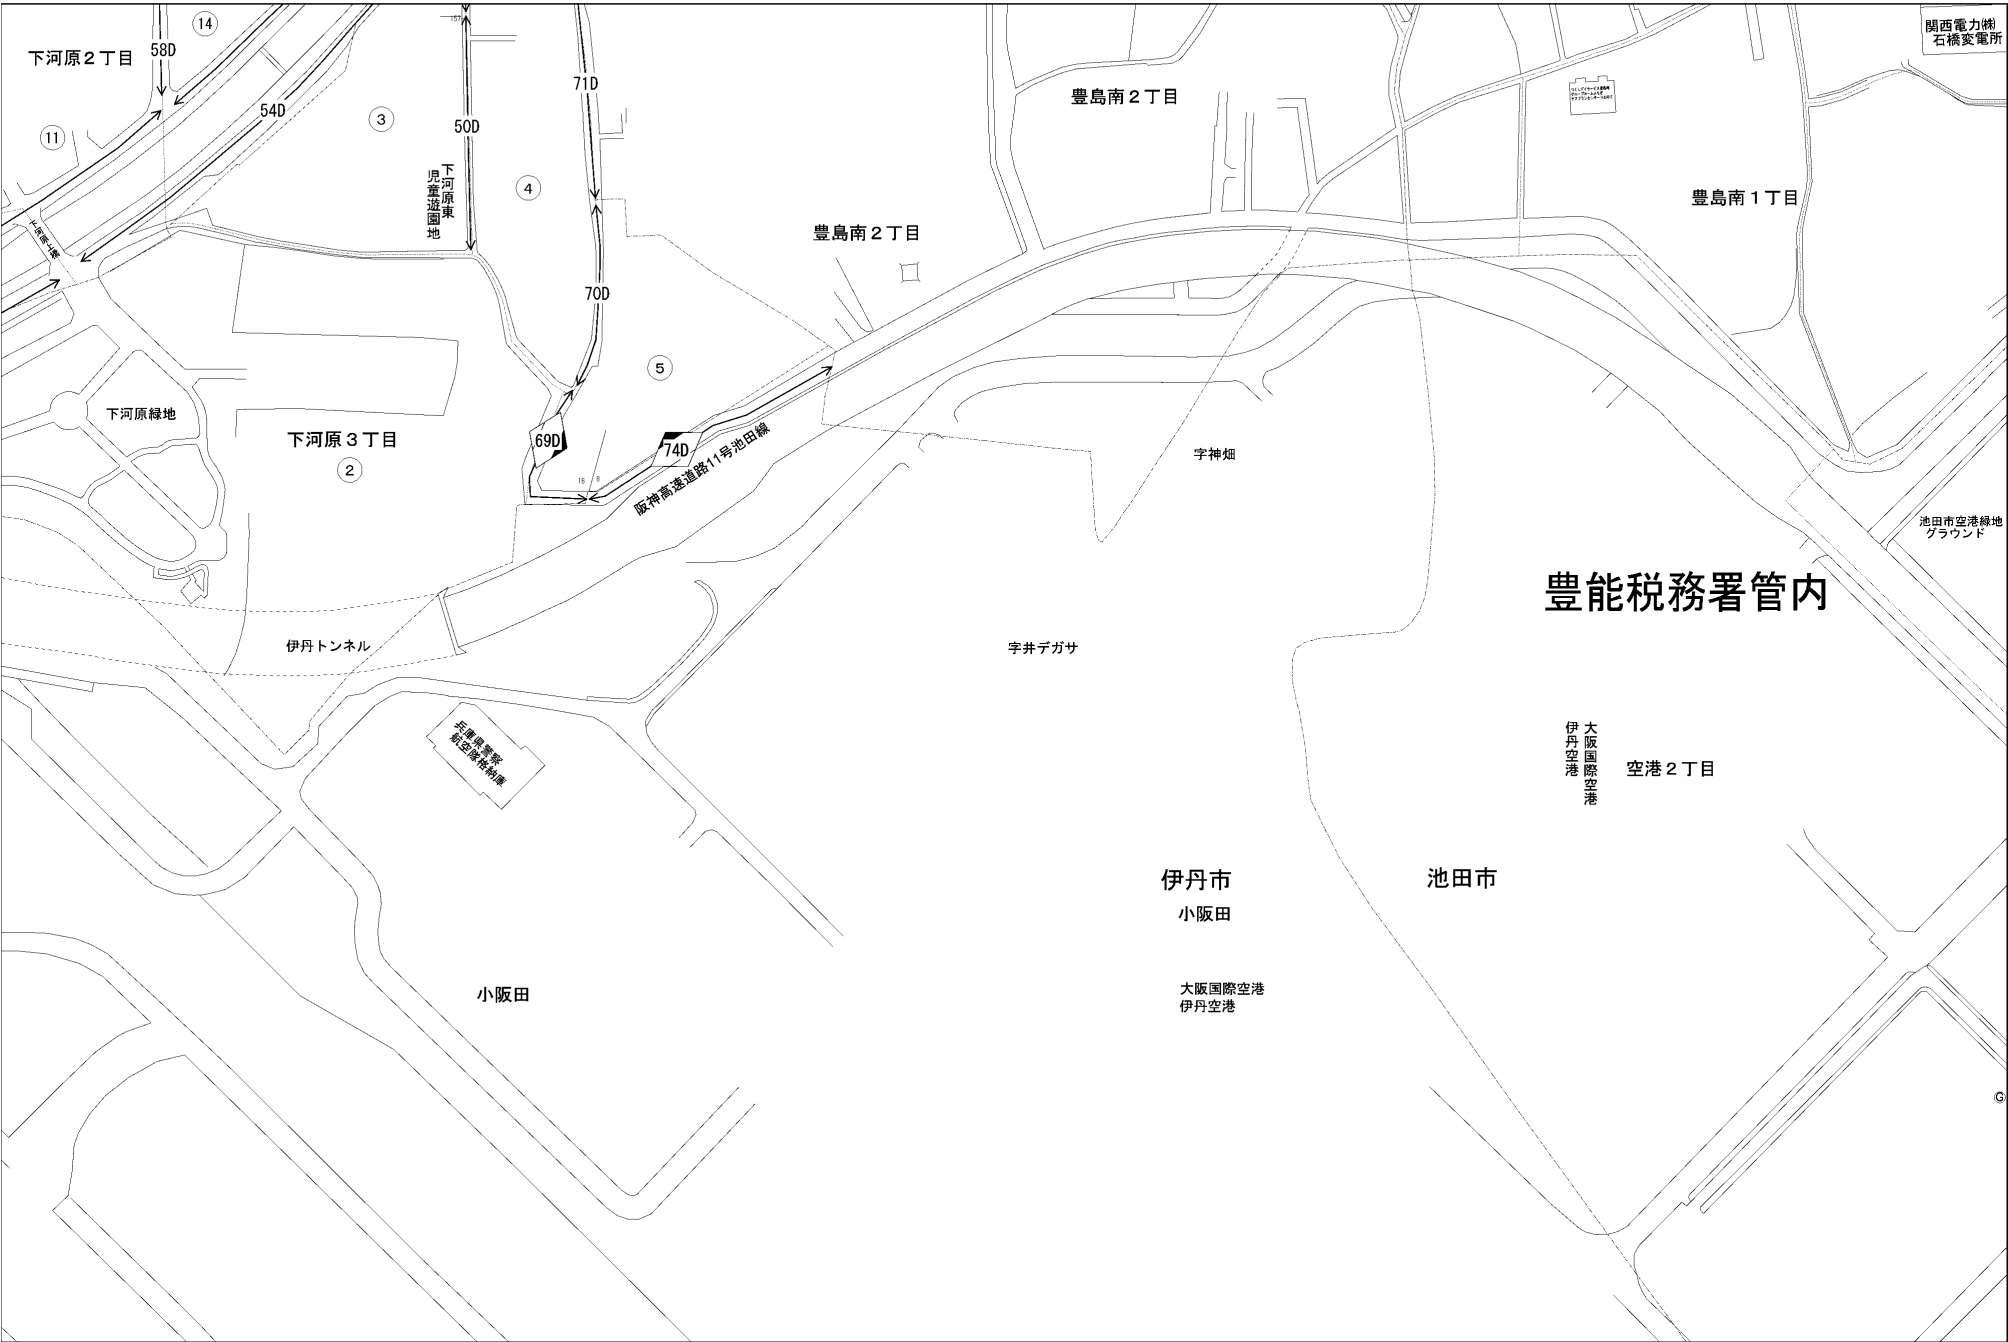 14
58D
下河原２丁目
157
関西電力㈱
石橋変電所
71D
54D
豊島南２丁目
3
50D
11
4
下河原東
児童遊園地
豊島南１丁目
豊島南２丁目
70D
5
下河原緑地
下河原３丁目
69D
74D
2
16
8
阪神高速道路11号池田線
字神畑
池田市空港緑地
グラウンド
豊能税務署管内
伊丹トンネル
字井デガサ
兵庫県警察
航空隊格納庫
大阪国際空港
伊丹空港
空港２丁目
伊丹市
小阪田
池田市
小阪田
大阪国際空港
伊丹空港
G